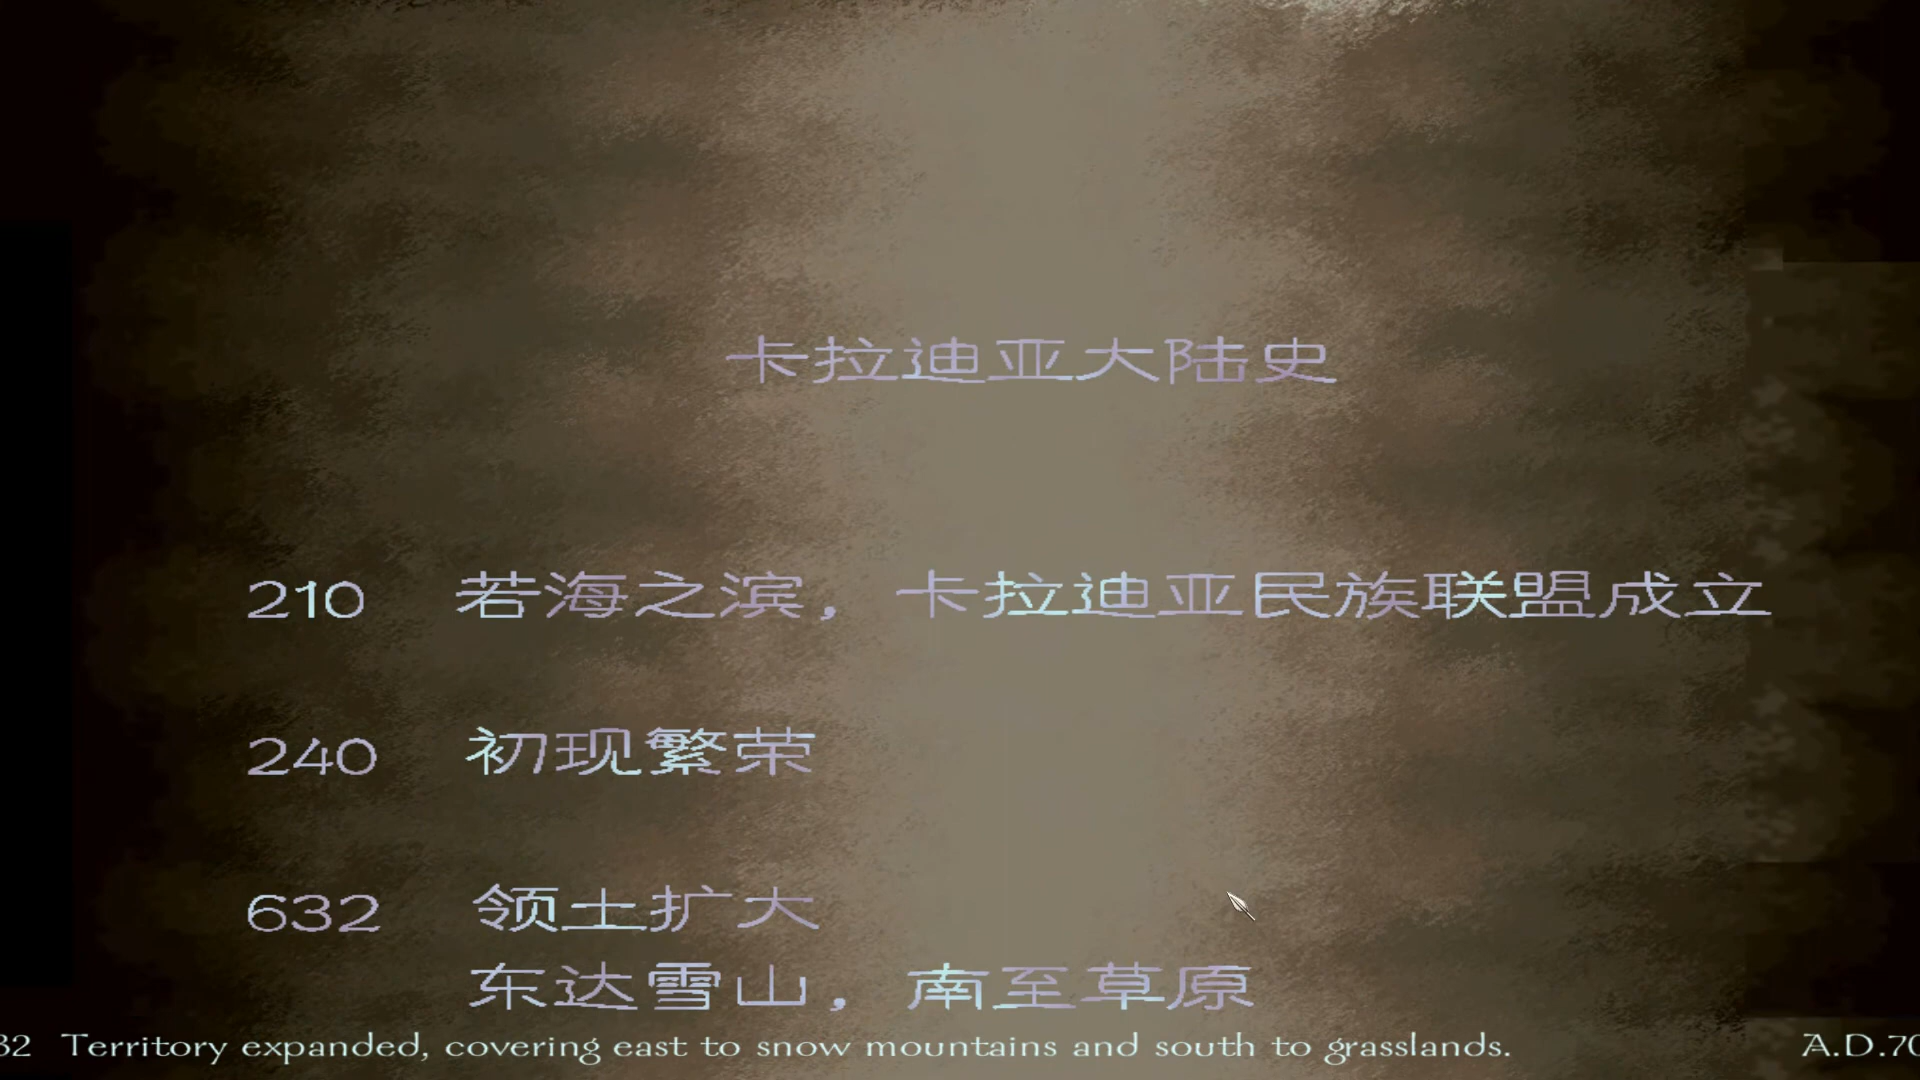 卡拉迪亚大陆史
210 若海之滨，卡拉迪亚民族联盟成立
240 初现繁荣
632 领土扩大
东达雪山，南至草原
32 Territory expanded, covering east to snow mountains and south to grasslands. A.D.70